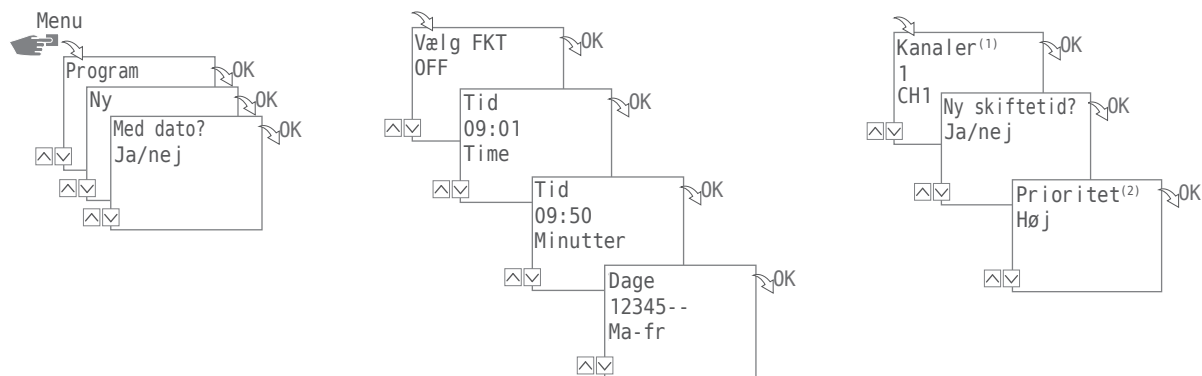 Menu
Program
OK
Ny
OK
Med dato?
Ja/nej
OK
Vælg FKT
OFF
OK
Tid
09:01
Time
OK
Tid
09:50
Minutter
OK
Dage
12345--
Ma-fr
OK
Kanaler(1)
1
CH1
OK
Ny skiftetid?
Ja/nej
OK
Prioritet(2)
Høj
OK